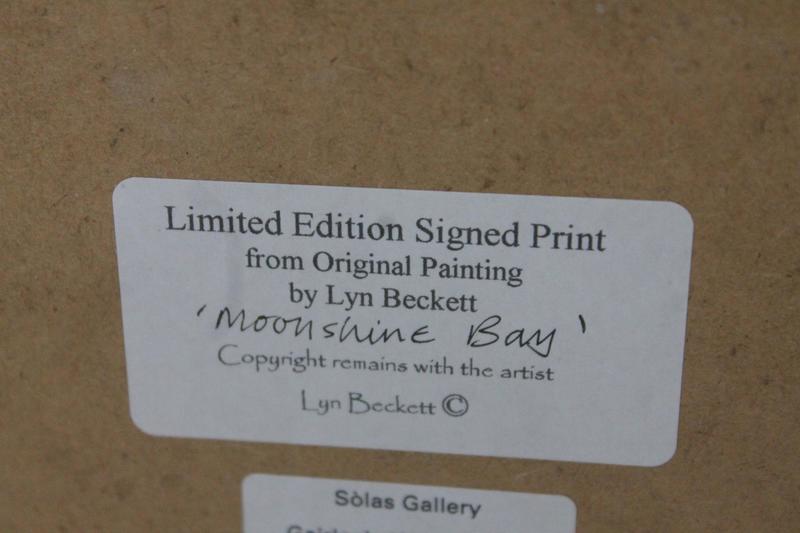 Limited Edition Signed Print
from Original Painting
by Lyn Beckett
'Moonshine Bay'
Copyright remains with the artist
Lyn Beckett ©
Sòlas Gallery